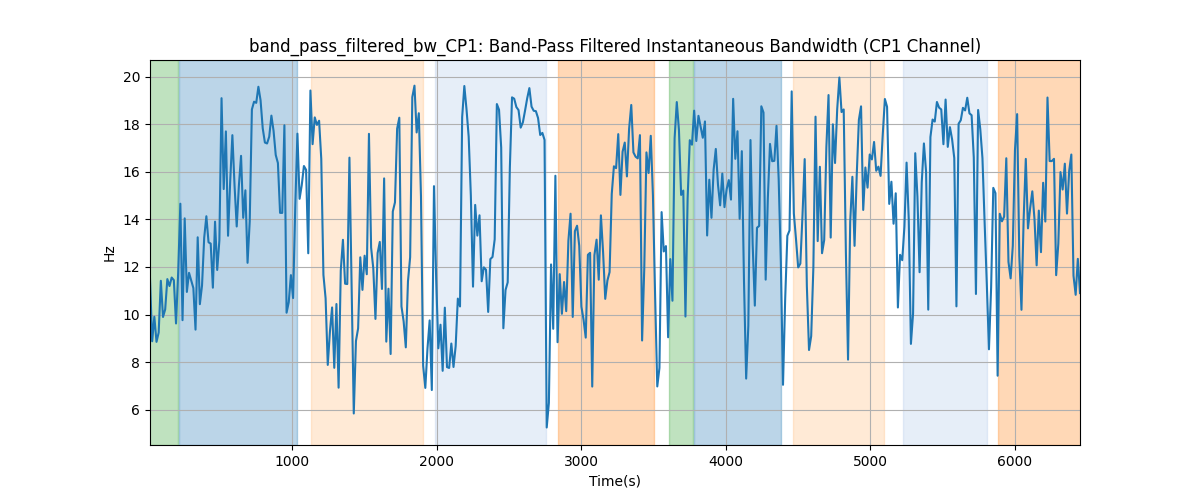 band_pass_filtered_bw_CP1: Band-Pass Filtered Instantaneous Bandwidth (CP1 Channel)
20
18
16
14
12
10
8
6
Hz
1000 2000 3000 4000 5000 6000
Time(s)